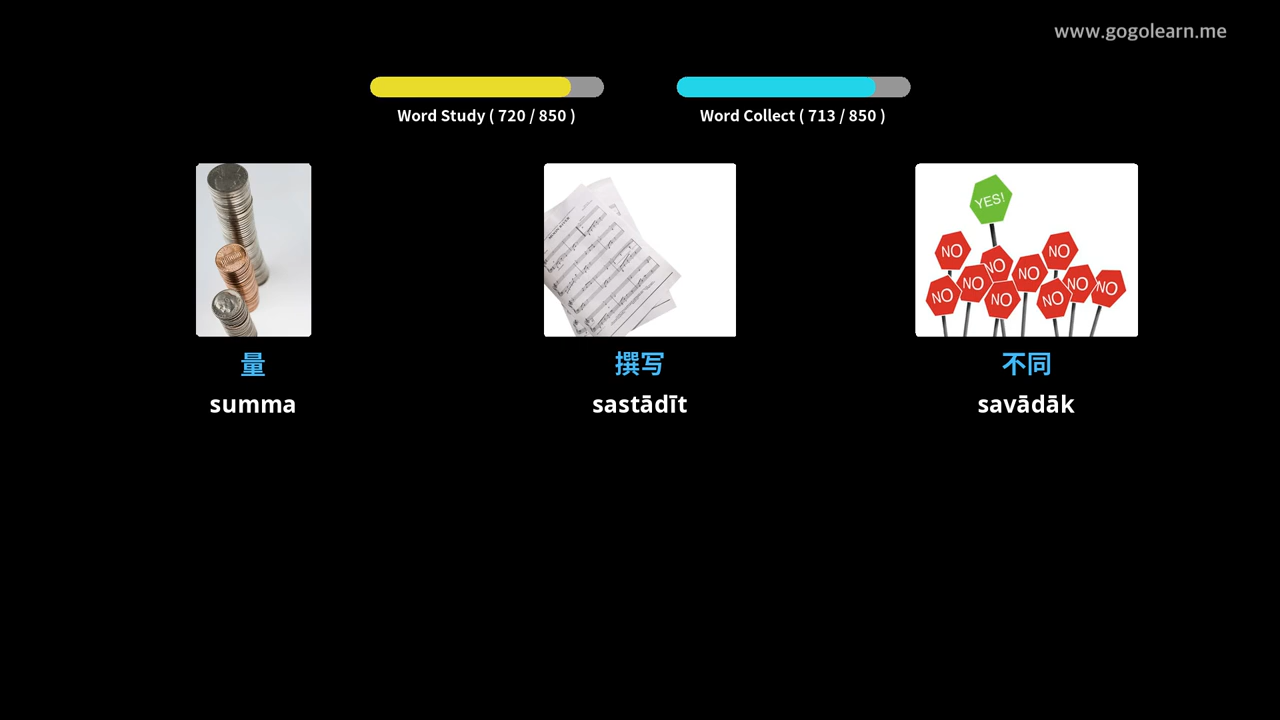 www.gogolearn.me
Word Study ( 720 / 850 )
Word Collect ( 713 / 850 )
YES!
NO
NO
NO
NO
NO
NO
NO
NO
NO
NO
量
撰写
不同
summa
sastādīt
savādāk